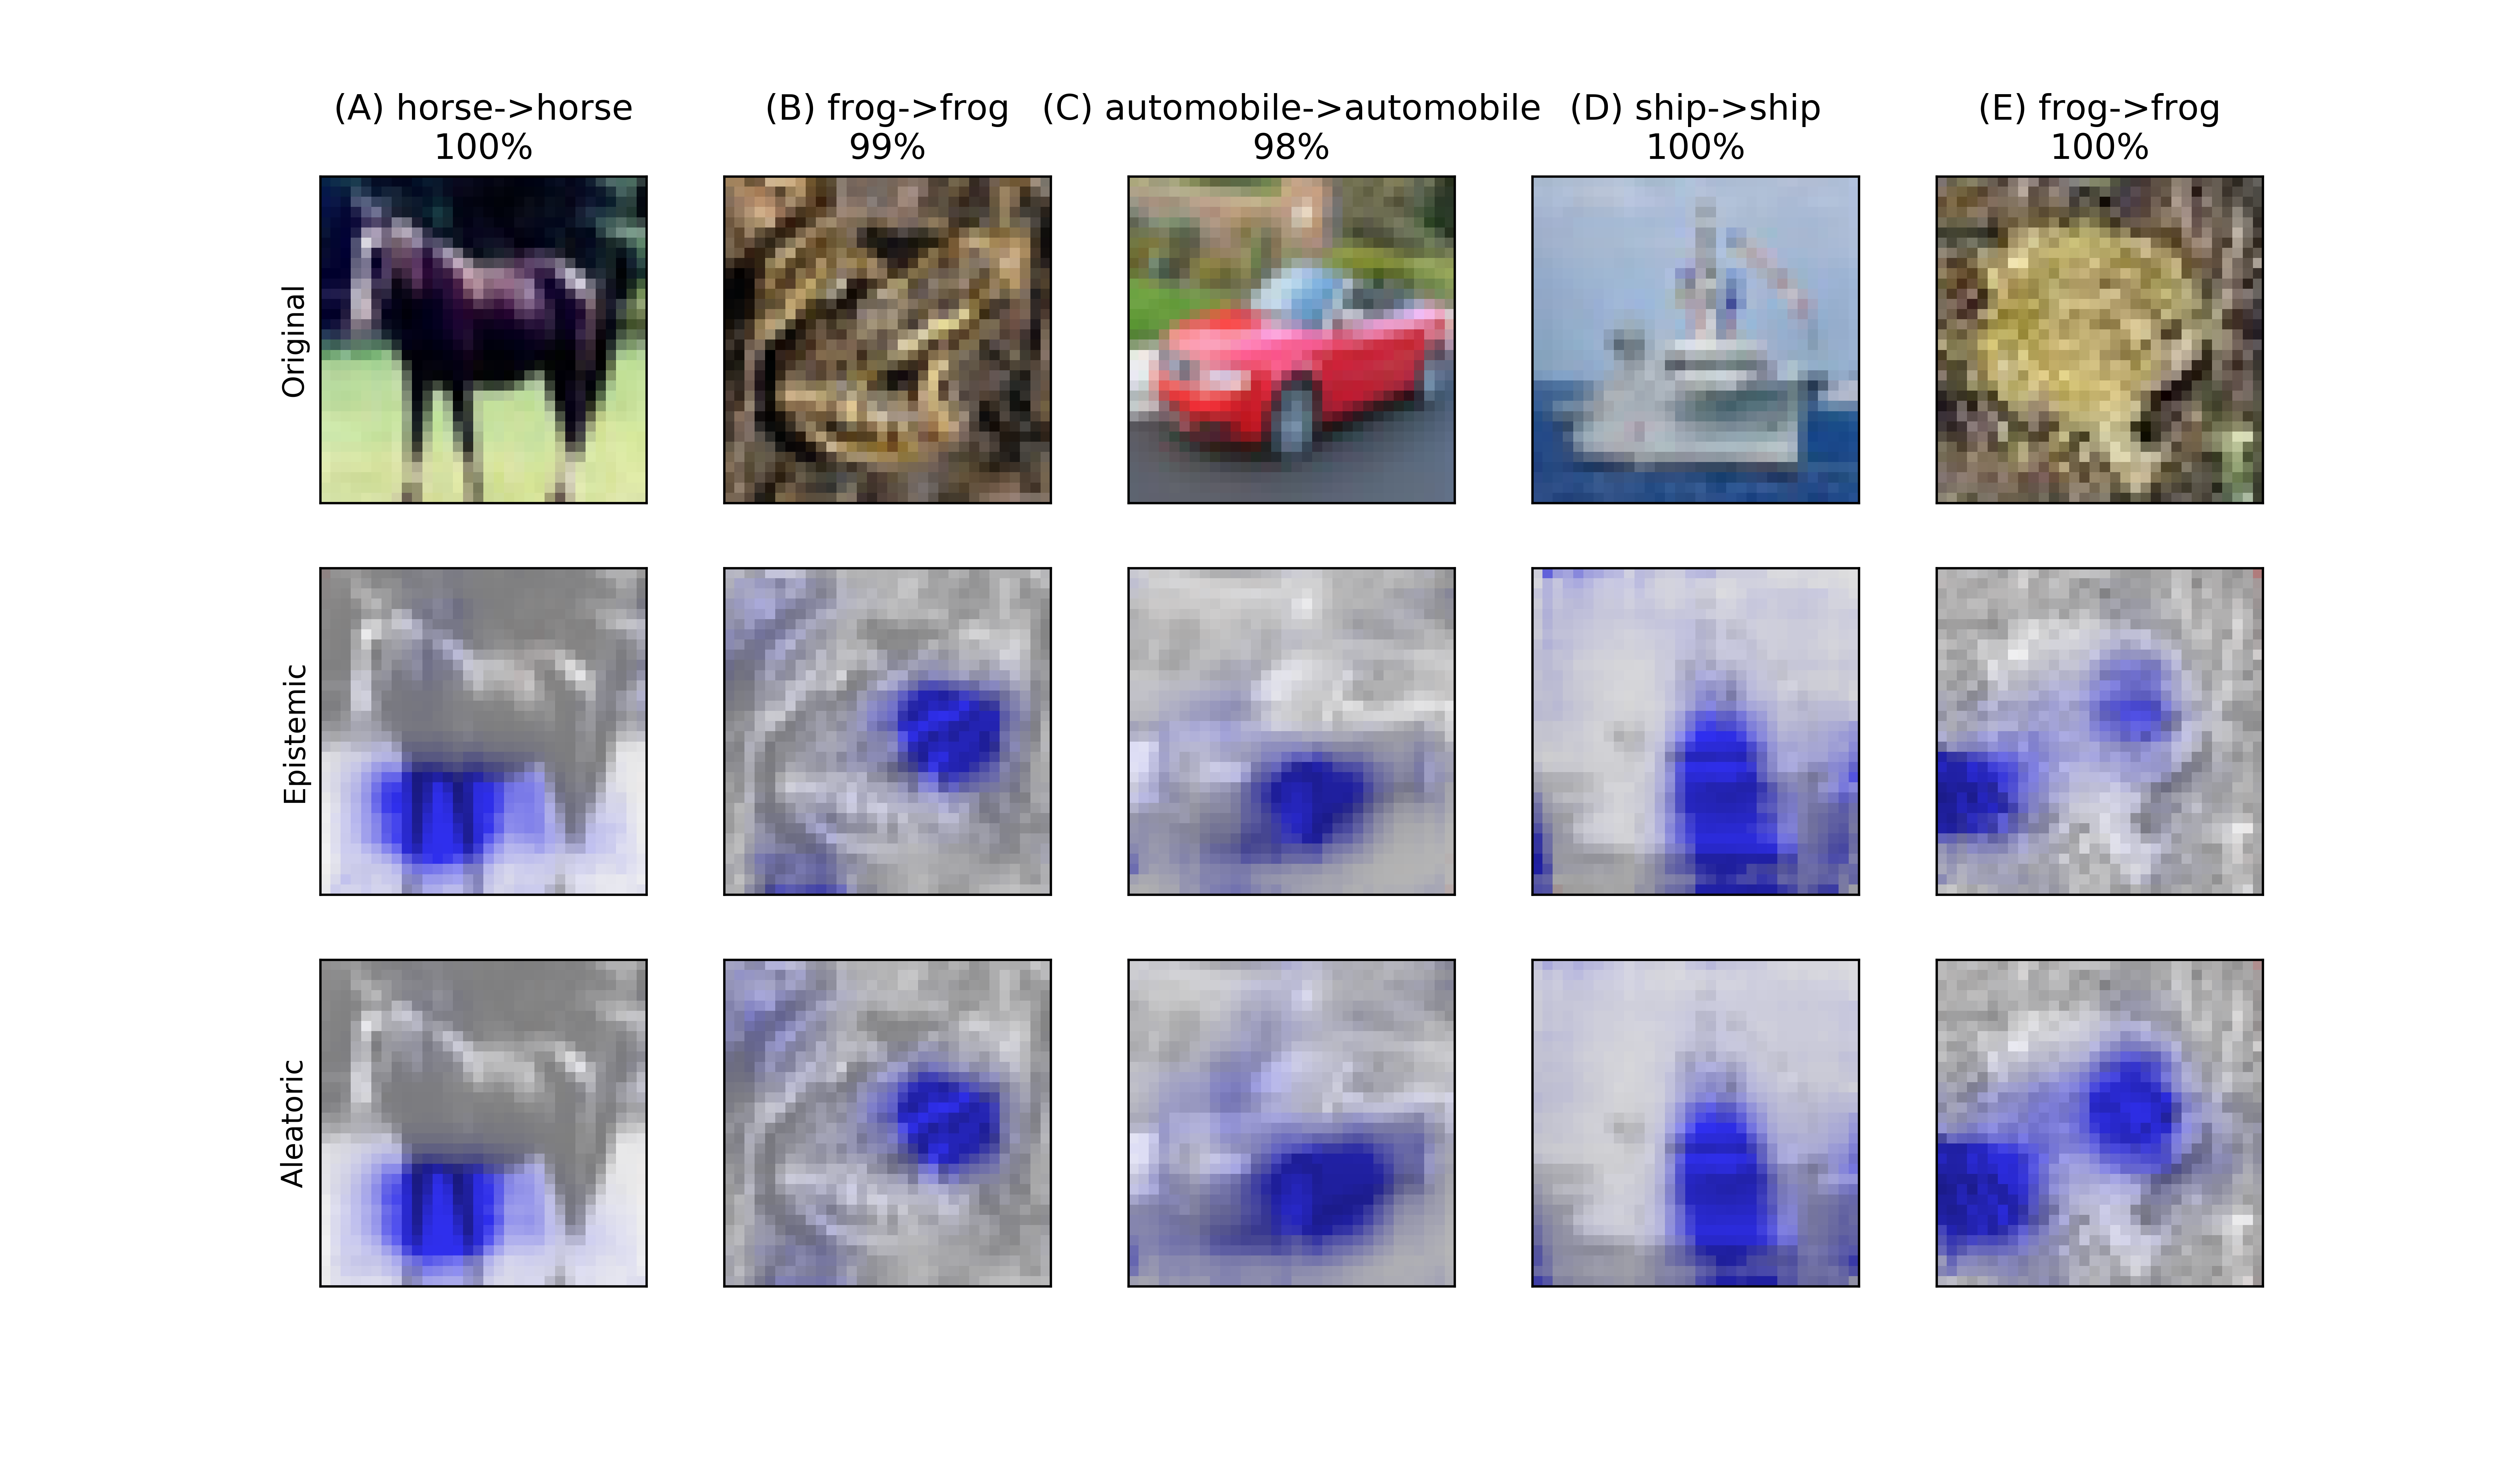 (A) horse->horse
100%
(B) frog->frog
99%
(C) automobile->automobile
98%
(D) ship->ship
100%
(E) frog->frog
100%
Original
Epistemic
Aleatoric